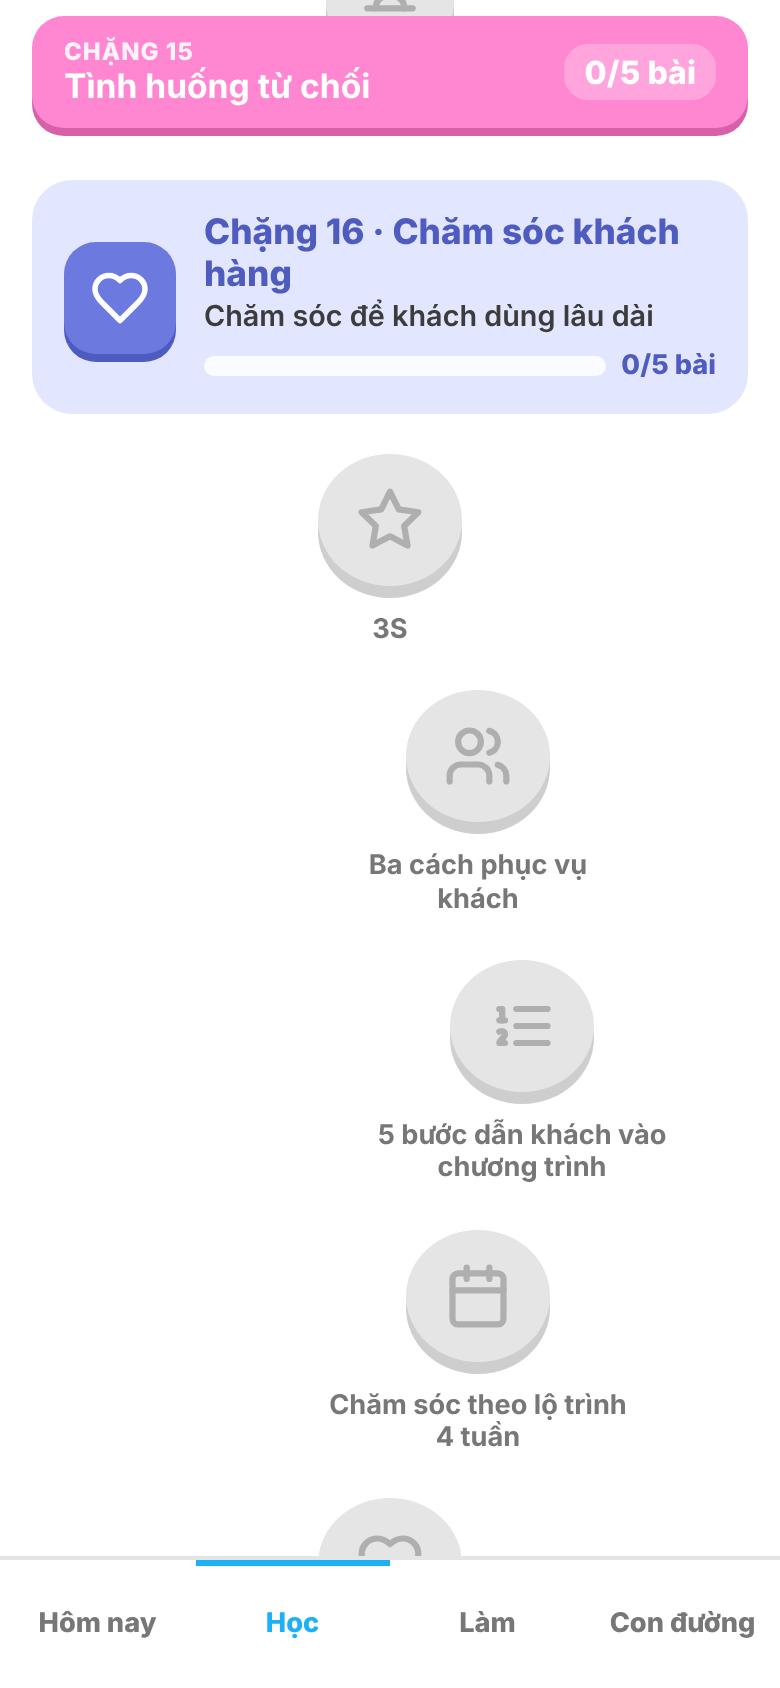 CHẶNG 15
Tình huống từ chối
0/5 bài
Chặng 16 · Chăm sóc khách
hàng
Chăm sóc để khách dùng lâu dài
0/5 bài
3S
Ba cách phục vụ
khách
5 bước dẫn khách vào
chương trình
Chăm sóc theo lộ trình
4 tuần
Hôm nay
Học
Làm
Con đường